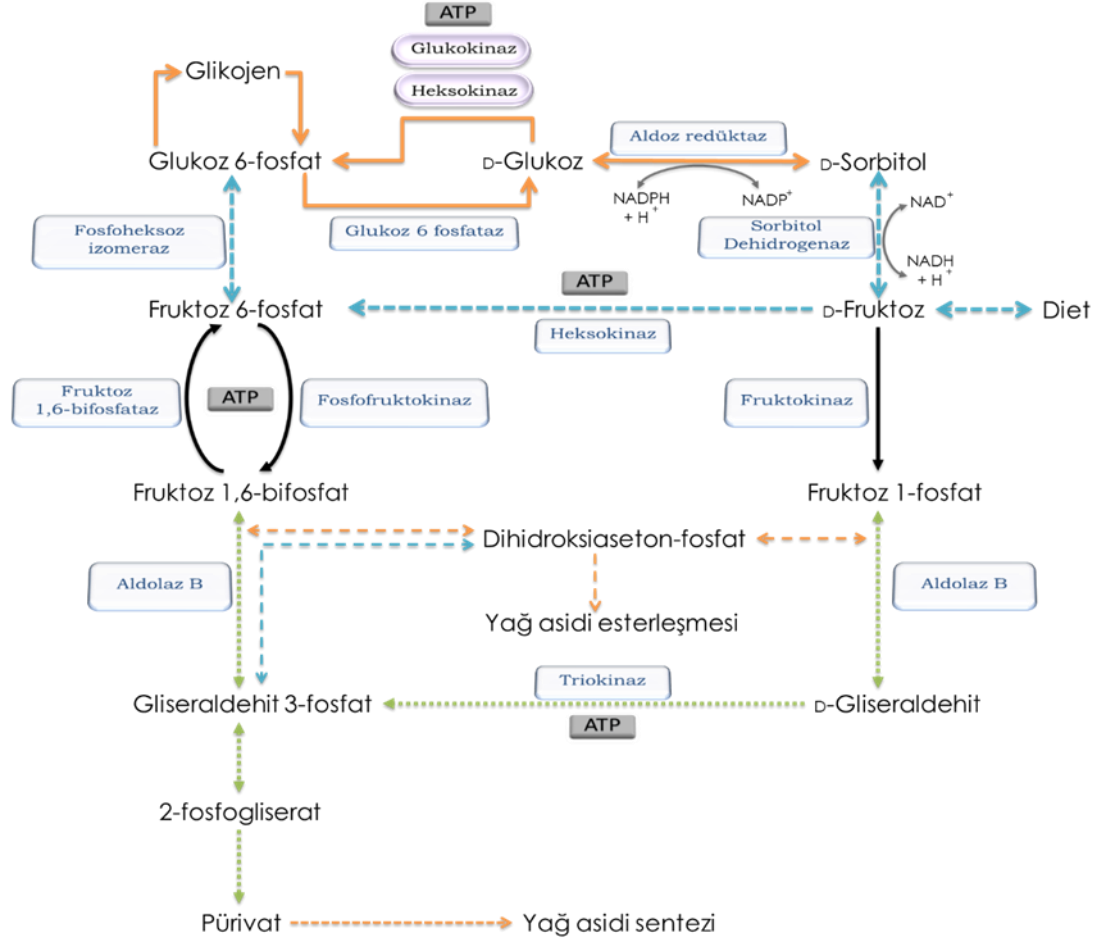 ATP
Glukokinaz
Heksokinaz
Glikojen
Glukoz 6-fosfat
D-Glukoz
Aldoz redüktaz
D-Sorbitol
NADPH
+ H+
NADP+
NAD+
Fosfoheksoz
izomeraz
Glukoz 6 fosfataz
Sorbitol
Dehidrogenaz
NADH
+ H+
ATP
Fruktoz 6-fosfat
D-Fruktoz
Diet
Heksokinaz
Fruktoz
1,6-bifosfataz
ATP
Fosfofruktokinaz
Fruktokinaz
Fruktoz 1,6-bifosfat
Fruktoz 1-fosfat
Dihidroksiaseton-fosfat
Aldolaz B
Aldolaz B
Yağ asidi esterleşmesi
Triokinaz
Gliseraldehit 3-fosfat
D-Gliseraldehit
ATP
2-fosfogliserat
Pürivat
Yağ asidi sentezi